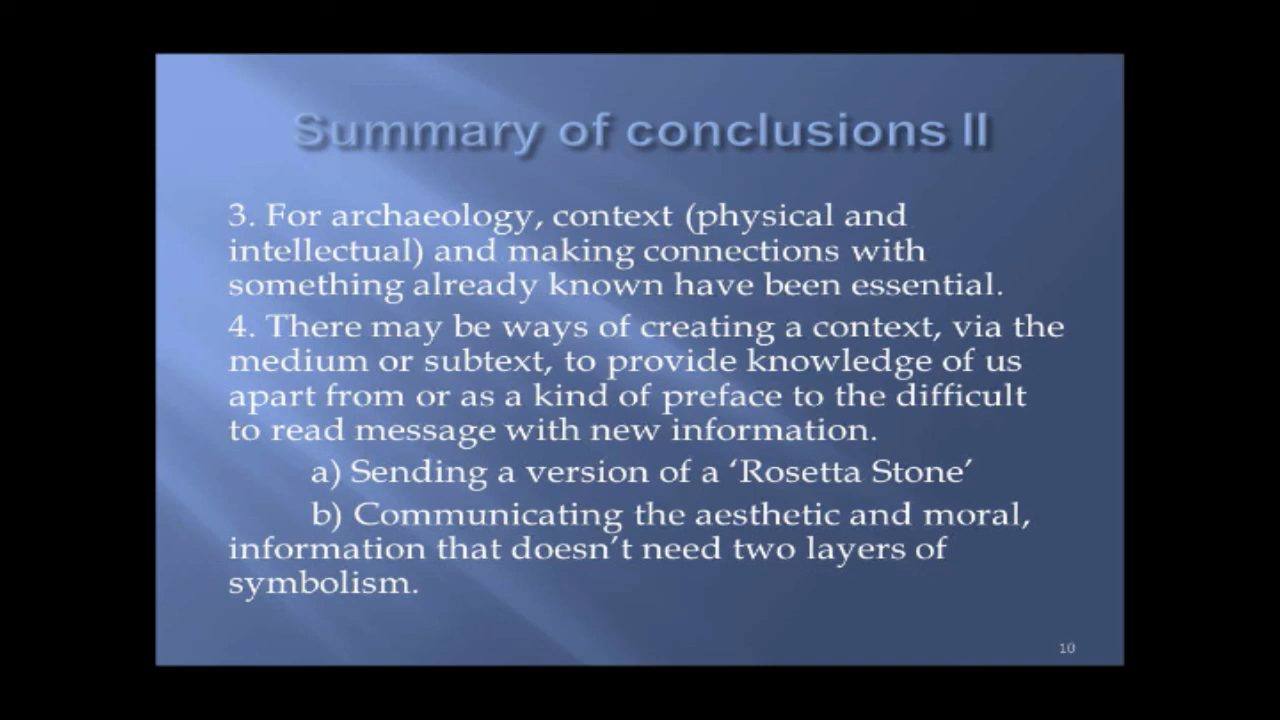 Summary of conclusions II
3. For archaeology, context (physical and
intellectual) and making connections with
something already known have been essential.
4. There may be ways of creating a context, via the
medium or subtext, to provide knowledge of us
apart from or as a kind of preface to the difficult
to read message with new information.
a) Sending a version of a ‘Rosetta Stone’
b) Communicating the aesthetic and moral,
information that doesn’t need two layers of
symbolism.
10